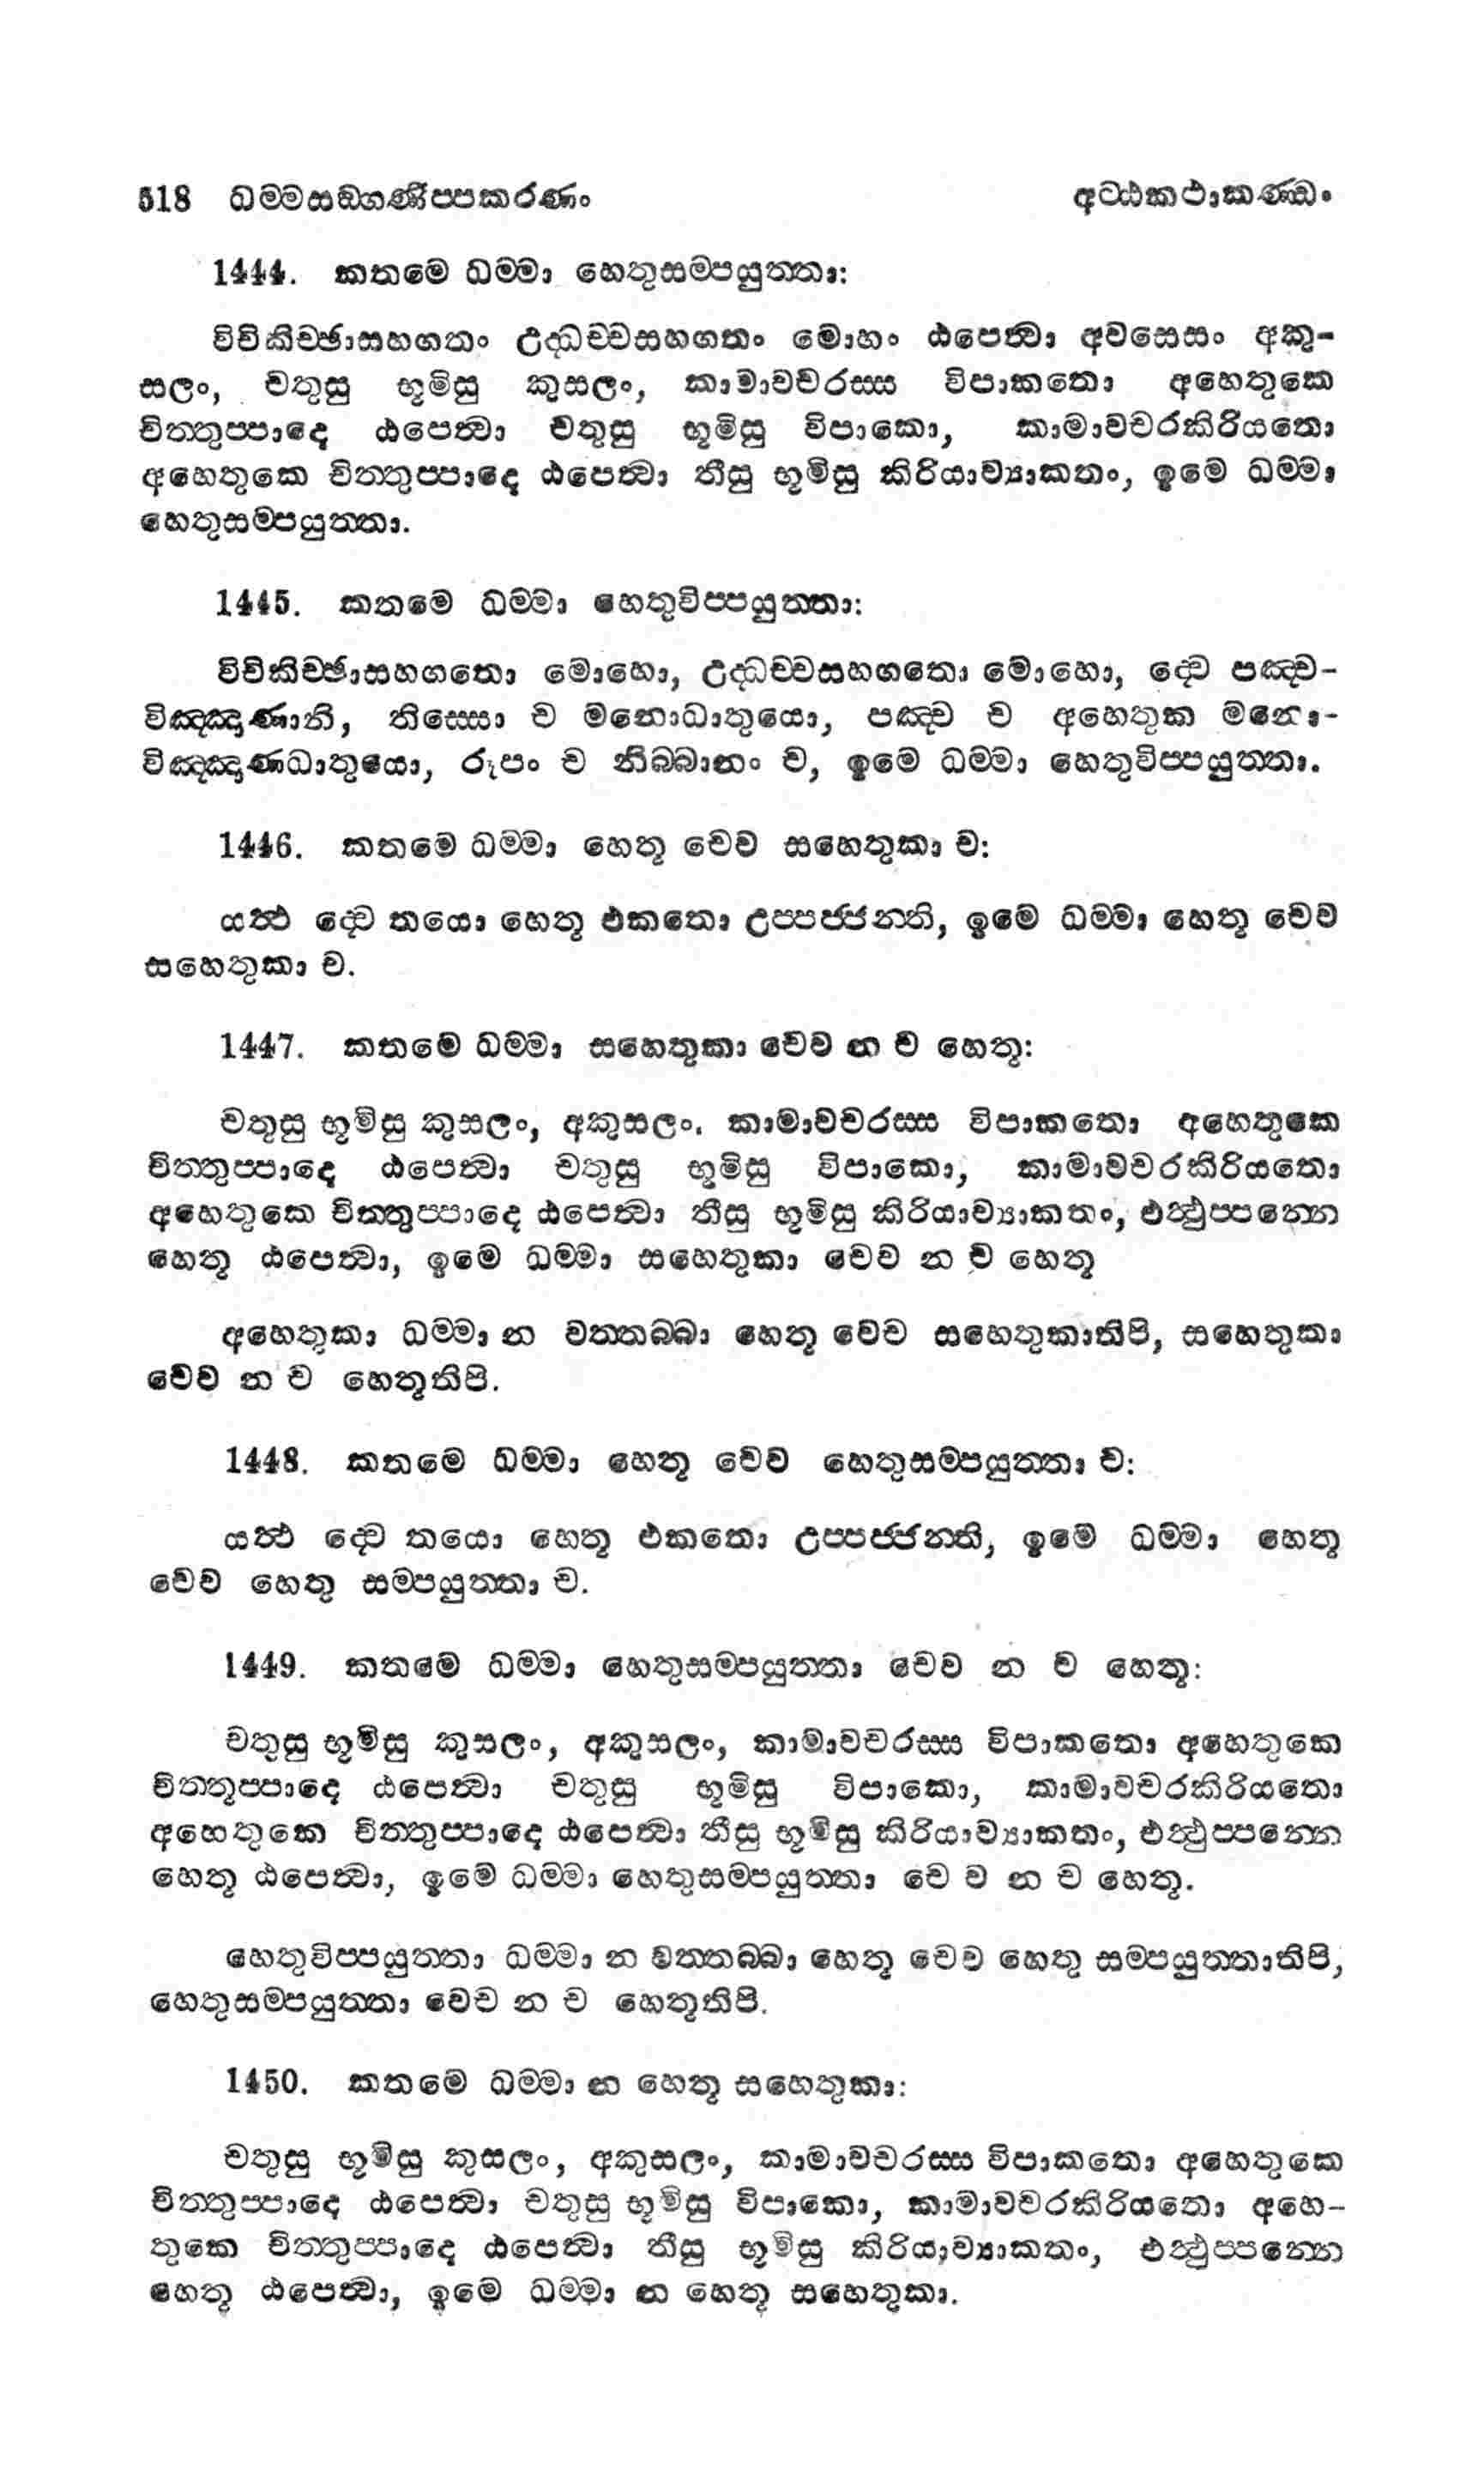 518 ධම්මසඞ්ගණිප්පකරණං අට්ඨකථාකණ්ඩං
1444. කතමෙ ධම්මා හෙතුසම්පයුත්තා:
විචිකිච්ඡාසහගතං උද්ධච්චසහගතං මොහං ඨපෙත්වා අවසෙසං අකු-
සලං, චතුසු භූමිසු කුසලං, කාමාවචරස්ස විපාකතො අහෙතුකෙ
චිත්තුප්පාදෙ ඨපෙත්වා චතුසු භූමිසු විපාකො, කාමාවචරකිරියතො
අහෙතුකෙ චිත්තුප්පාදෙ ඨපෙත්වා තීසු භූමිසු කිරියාව්‍යාකතං, ඉමෙ ධම්මා
හෙතුසම්පයුත්තා.
1445. කතමෙ ධම්මා හෙතුවිප්පයුත්තා:
විචිකිච්ඡාසහගතො මොහො, උද්ධච්චසහගතො මොහො, ද්වෙ පඤ්ච-
විඤ්ඤාණානි, තිස්සො ච මනොධාතුයො, පඤ්ච ච අහෙතුක මනො-
විඤ්ඤාණධාතුයො, රූපං ච නිබ්බානං ච, ඉමෙ ධම්මා හෙතුවිප්පයුත්තා.
1446. කතමෙ ධම්මා හෙතූ චෙව සහෙතුකා ච:
යත්ථ ද්වෙ තයො හෙතූ එකතො උප්පජ්ජන්ති, ඉමෙ ධම්මා හෙතූ චෙව
සහෙතුකා ච.
1447. කතමෙ ධම්මා සහෙතුකා චෙව න ච හෙතූ:
චතුසු භූමිසු කුසලං, අකුසලං. කාමාවචරස්ස විපාකතො අහෙතුකෙ
චිත්තුප්පාදෙ ඨපෙත්වා චතුසු භූමිසු විපාකො, කාමාවචරකිරියතො
අහෙතුකෙ චිත්තුප්පාදෙ ඨපෙත්වා තීසු භූමිසු කිරියාව්‍යාකතං, එත්ථුප්පන්නෙ
හෙතූ ඨපෙත්වා, ඉමෙ ධම්මා සහෙතුකා චෙව න ච හෙතූ
අහෙතුකා ධම්මා න වත්තබ්බා හෙතූ චෙව සහෙතුකාතිපි, සහෙතුකා
චෙව න ච හෙතූතිපි.
1448. කතමෙ ධම්මා හෙතූ චෙව හෙතුසම්පයුත්තා ච:
යත්ථ ද්වෙ තයො හෙතූ එකතො උප්පජ්ජන්ති, ඉමෙ ධම්මා හෙතූ
චෙව හෙතු සම්පයුත්තා ච.
1449. කතමෙ ධම්මා හෙතුසම්පයුත්තා චෙව න ච හෙතූ:
චතුසු භූමිසු කුසලං, අකුසලං, කාමාවචරස්ස විපාකතො අහෙතුකෙ
චිත්තූප්පාදෙ ඨපෙත්වා චතුසු භූමිසු විපාකො, කාමාවචරකිරියතො
අහෙතුකෙ චිත්තුප්පාදෙ ඨපෙත්වා තීසු භූමිසු කිරියාව්‍යාකතං, එත්ථුප්පන්නෙ
හෙතූ ඨපෙත්වා, ඉමෙ ධම්මා හෙතුසම්පයුත්තා චෙ ව න ච හෙතූ.
හෙතුවිප්පයුත්තා ධම්මා න වත්තබ්බා හෙතූ චෙව හෙතු සම්පයුත්තාතිපි,
හෙතුසම්පයුත්තා චෙව න ච හෙතූතිපි.
1450. කතමෙ ධම්මා න හෙතූ සහෙතුකා:
චතුසු භූමිසු කුසලං, අකුසලං, කාමාවචරස්ස විපාකතො අහෙතුකෙ
චිත්තුප්පාදෙ ඨපෙත්වා චතුසු භූමිසු විපාකො, කාමාවචරකිරියතො අහෙ-
තුකෙ චිත්තුප්පාදෙ ඨපෙත්වා තීසු භූමිසු කිරියාව්‍යාකතං, එත්ථුප්පන්නෙ
හෙතූ ඨපෙත්වා, ඉමෙ ධම්මා න හෙතූ සහෙතුකා.